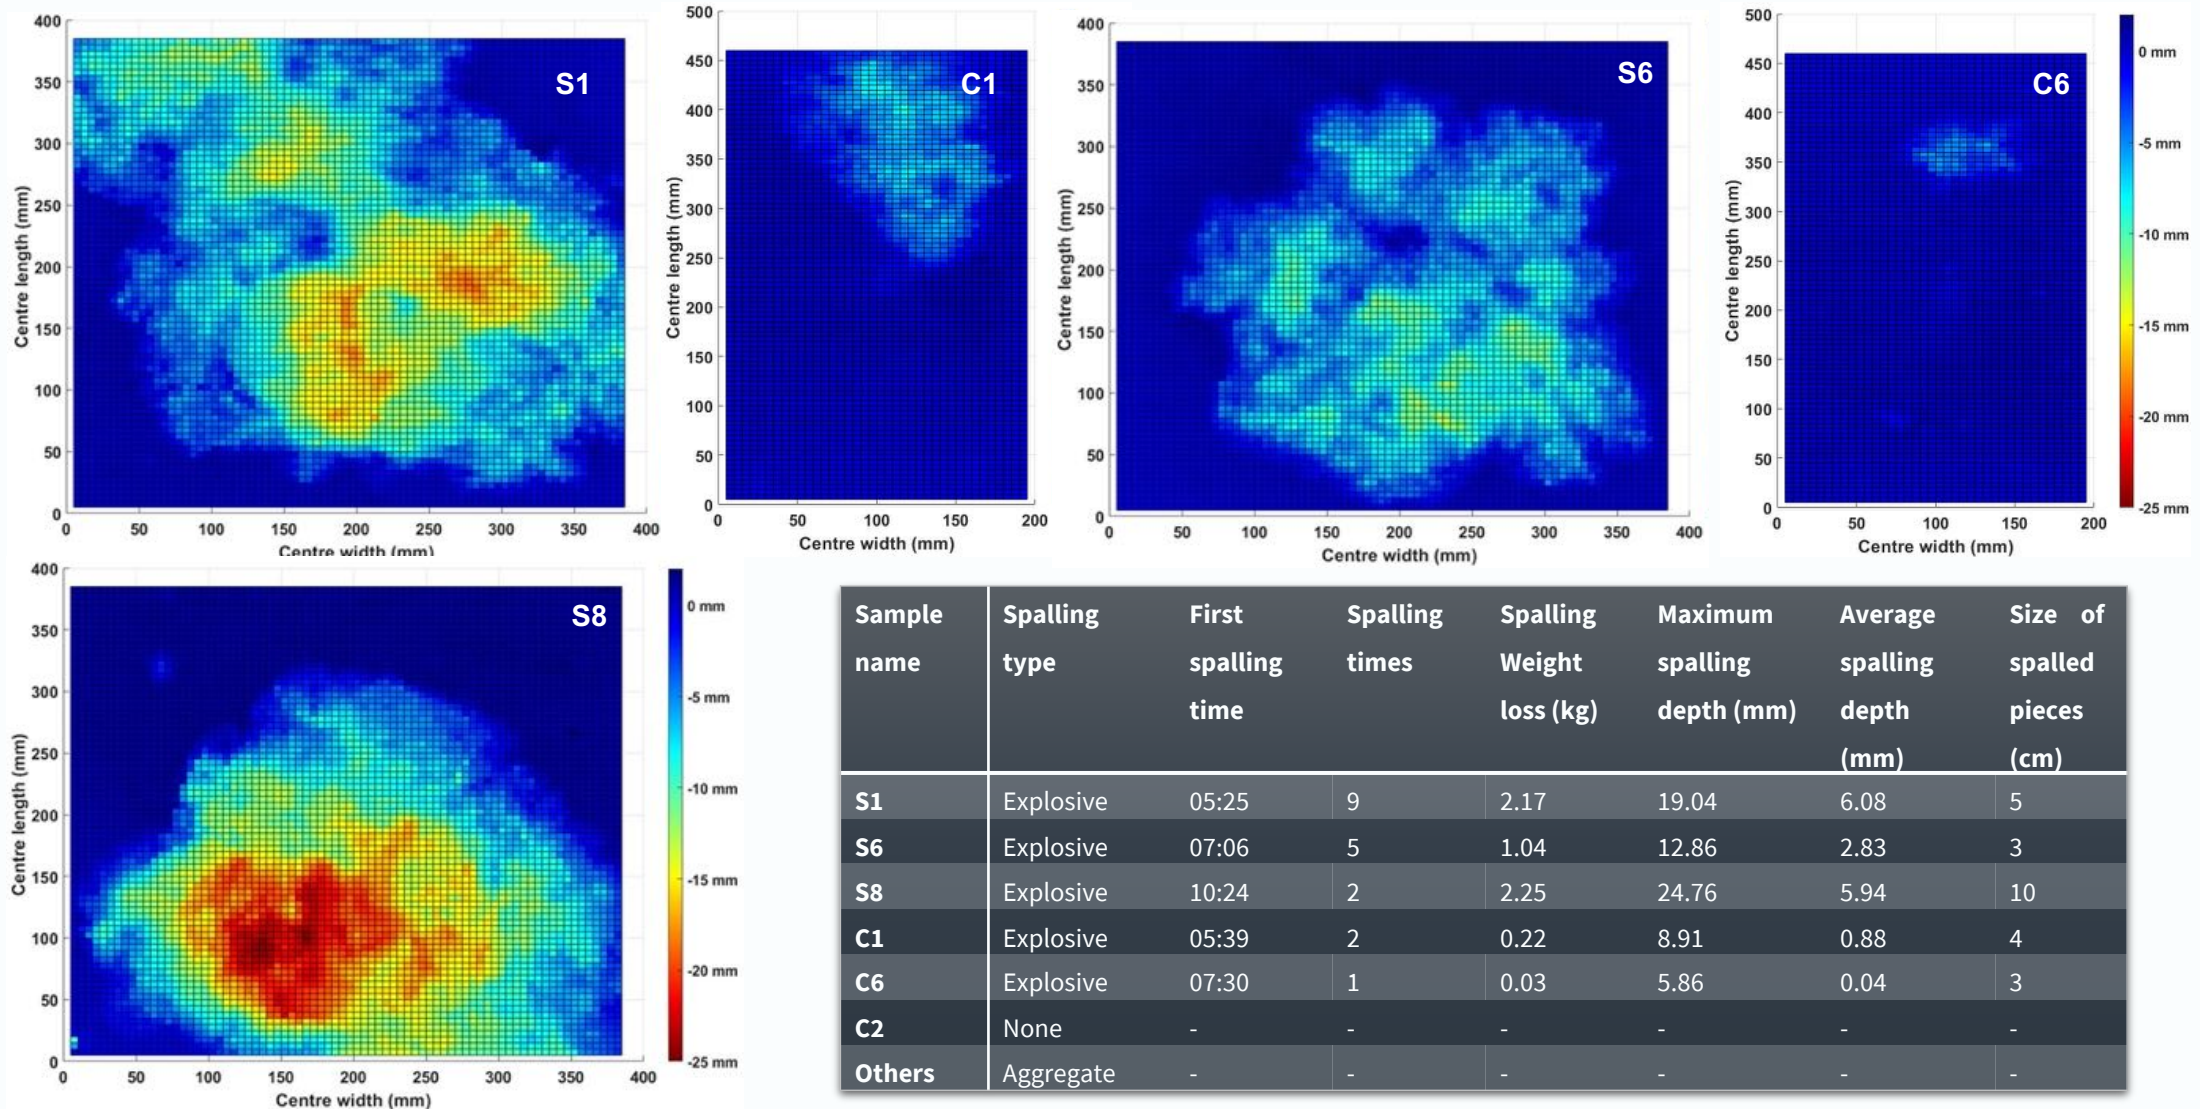 S1
400
350
300
250
200
150
100
50
0
0 50 100 150 200 250 300 350 400
Centre length (mm)
Centre width (mm)
C1
500
450
400
350
300
250
200
150
100
50
0
0 50 100 150 200
Centre length (mm)
Centre width (mm)
S6
400
350
300
250
200
150
100
50
0
0 50 100 150 200 250 300 350 400
Centre length (mm)
Centre width (mm)
C6
500
450
400
350
300
250
200
150
100
50
0
0 50 100 150 200
Centre length (mm)
Centre width (mm)
0 mm
-5 mm
-10 mm
-15 mm
-20 mm
-25 mm
S8
400
350
300
250
200
150
100
50
0
0 50 100 150 200 250 300 350 400
Centre length (mm)
Centre width (mm)
0 mm
-5 mm
-10 mm
-15 mm
-20 mm
-25 mm
Sample Spalling First Spalling Spalling Maximum Average Size of
name type spalling times Weight spalling spalling spalled
time loss (kg) depth (mm) depth pieces
(mm) (cm)
S1 Explosive 05:25 9 2.17 19.04 6.08 5
S6 Explosive 07:06 5 1.04 12.86 2.83 3
S8 Explosive 10:24 2 2.25 24.76 5.94 10
C1 Explosive 05:39 2 0.22 8.91 0.88 4
C6 Explosive 07:30 1 0.03 5.86 0.04 3
C2 None - - - - - -
Others Aggregate - - - - - -